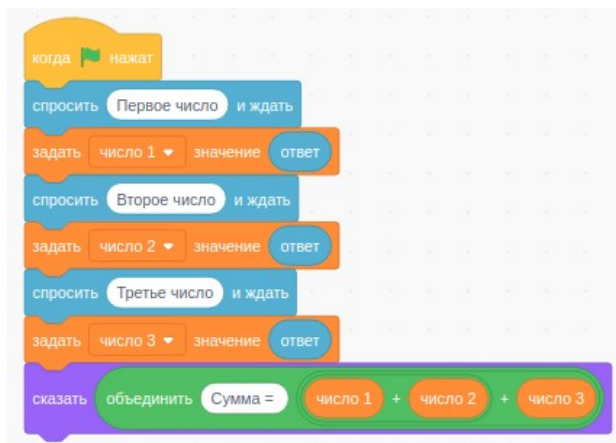 когда нажат
спросить Первое число и ждать
задать число 1 значение ответ
спросить Второе число и ждать
задать число 2 значение ответ
спросить Третье число и ждать
задать число 3 значение ответ
сказать объединить Сумма = число 1 + число 2 + число 3